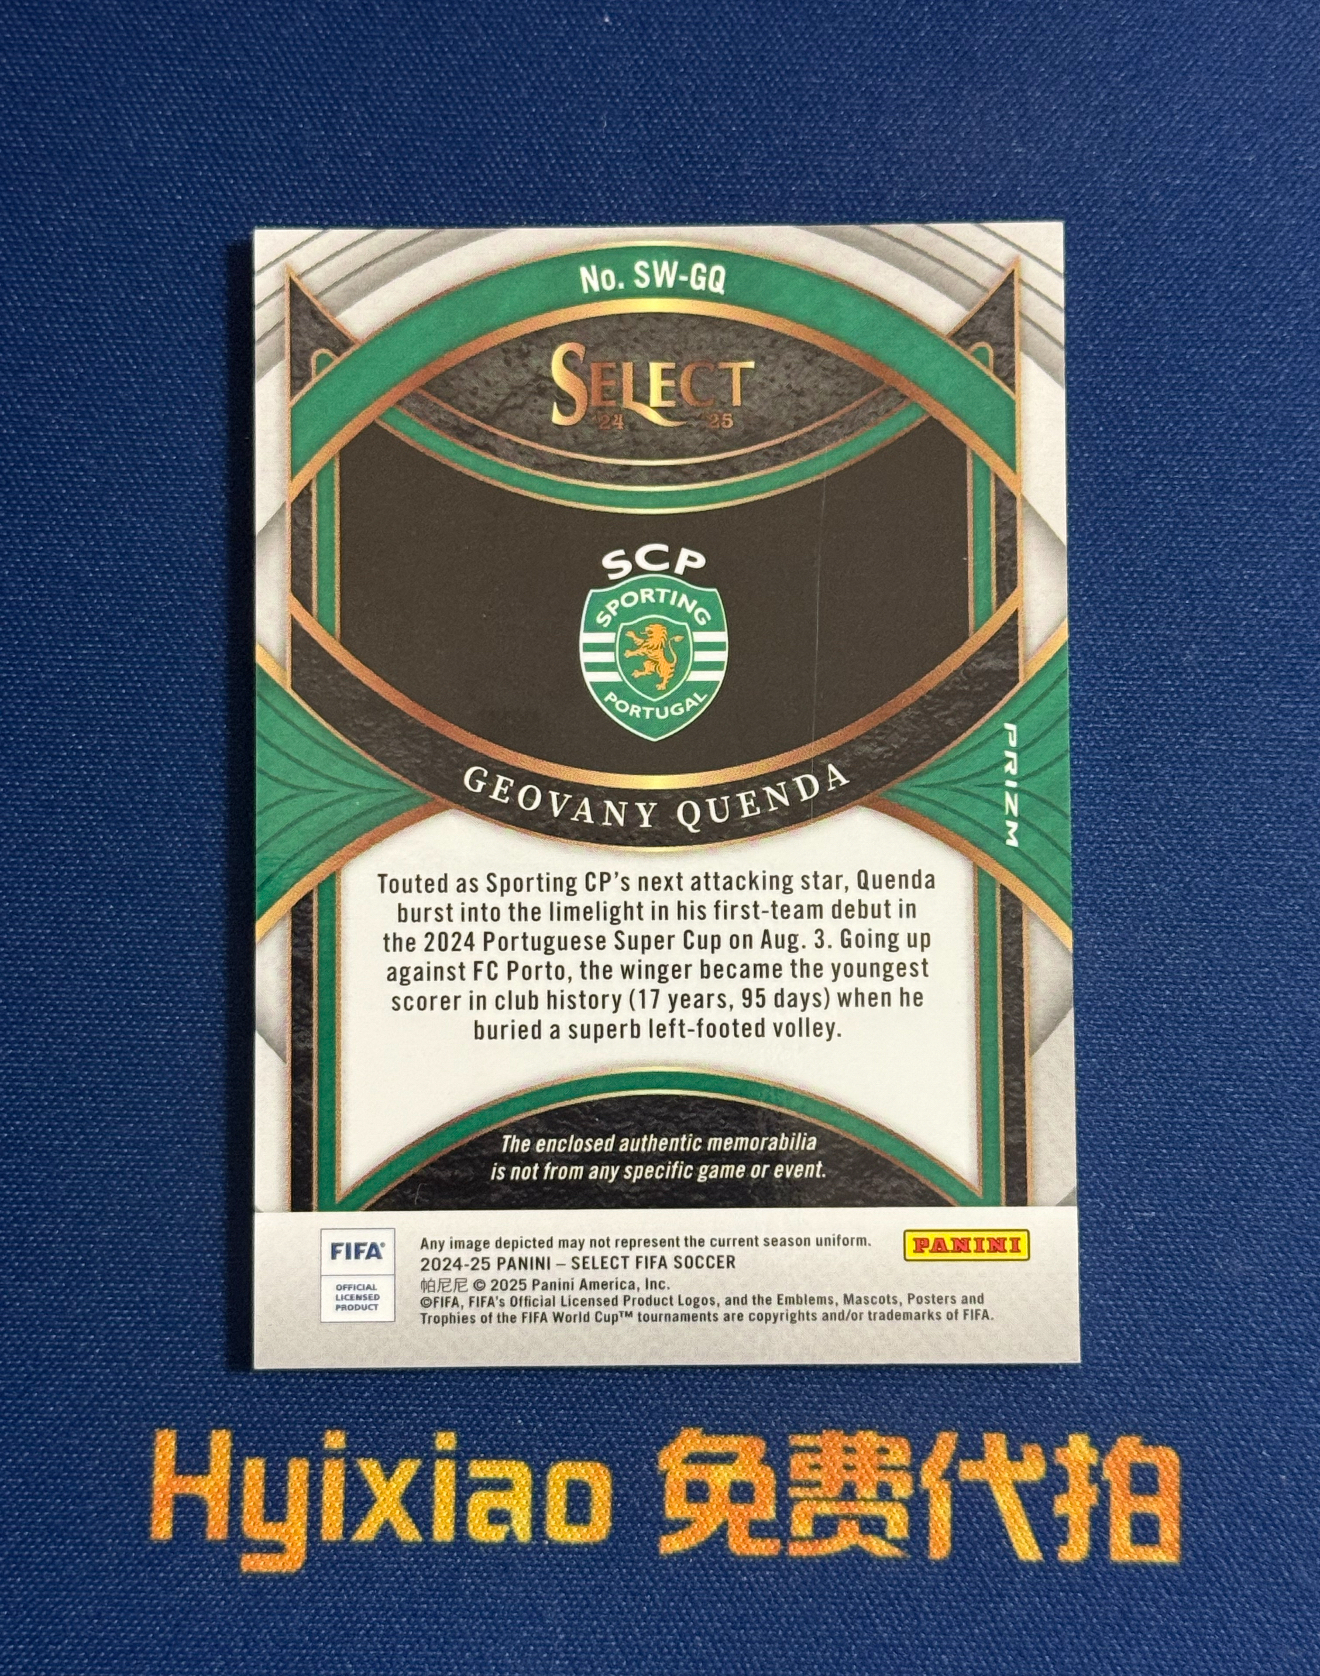 No. SW-GQ
SELECT
24 25
SCP
SPORTING
PORTUGAL
GEOVANY QUENDA
PRIZM
Touted as Sporting CP's next attacking star, Quenda
burst into the limelight in his first-team debut in
the 2024 Portuguese Super Cup on Aug. 3. Going up
against FC Porto, the winger became the youngest
scorer in club history (17 years, 95 days) when he
buried a superb left-footed volley.
The enclosed authentic memorabilia
is not from any specific game or event.
FIFA®
OFFICIAL
LICENSED
PRODUCT
Any image depicted may not represent the current season uniform.
2024-25 PANINI – SELECT FIFA SOCCER
帕尼尼 © 2025 Panini America, Inc.
©FIFA, FIFA's Official Licensed Product Logos, and the Emblems, Mascots, Posters and
Trophies of the FIFA World Cup™ tournaments are copyrights and/or trademarks of FIFA.
PANINI
Hyixiao 免费代拍